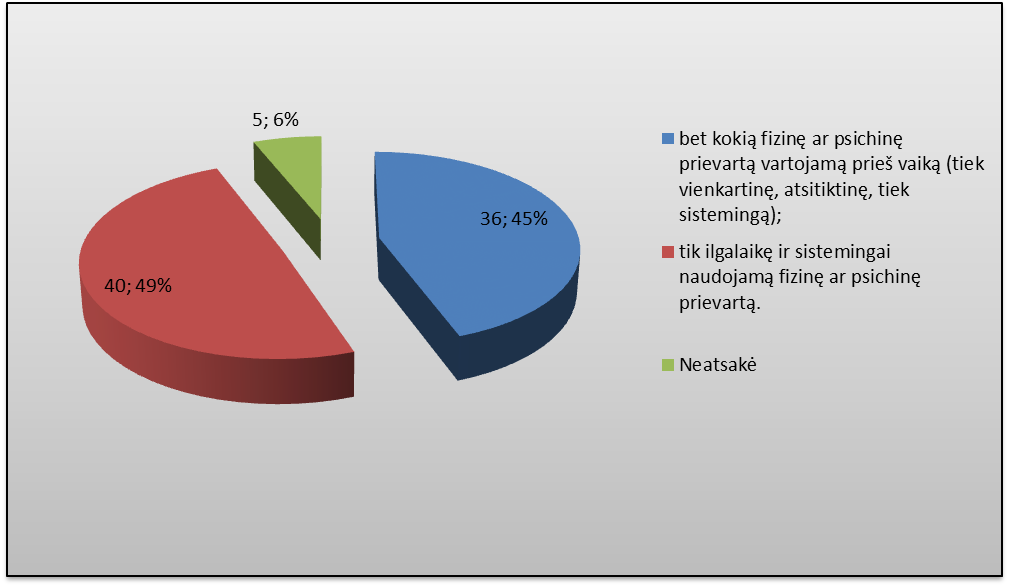 5; 6%
36; 45%
40; 49%
bet kokią fizinę ar psichinę
prievartą vartojamą prieš vaiką (tiek
vienkartinę, atsitiktinę, tiek
sistemingą);
tik ilgalaikę ir sistemingai
naudojamą fizinę ar psichinę
prievartą.
Neatsakė